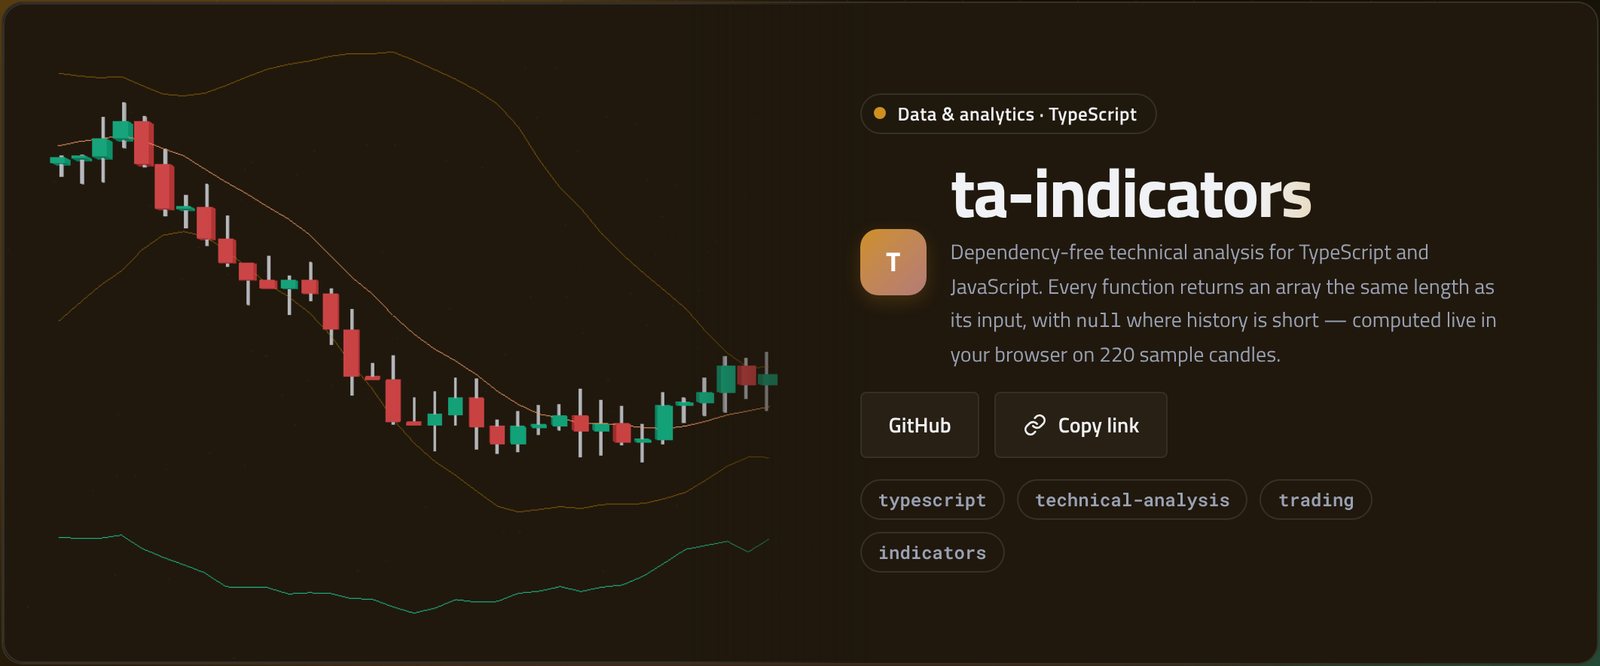 Data & analytics · TypeScript
ta-indicators
T
Dependency-free technical analysis for TypeScript and
JavaScript. Every function returns an array the same length as
its input, with null where history is short — computed live in
your browser on 220 sample candles.
GitHub
Copy link
typescript
technical-analysis
trading
indicators